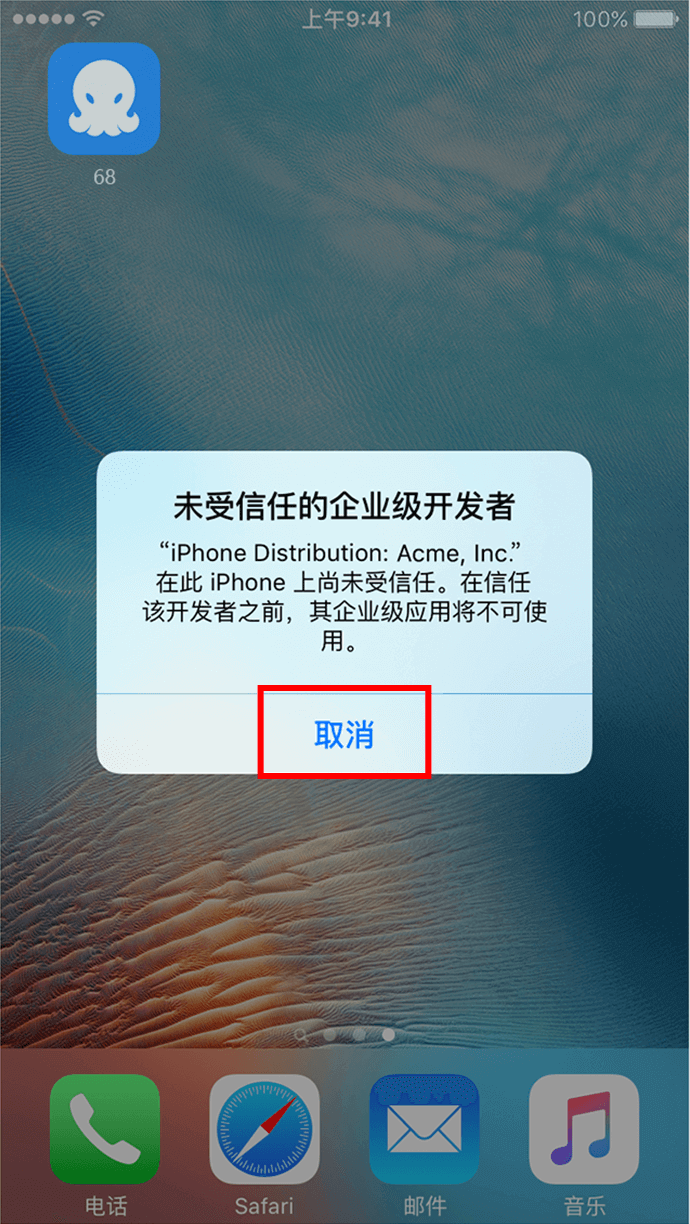 上午9:41
100%
68
未受信任的企业级开发者
“iPhone Distribution: Acme, Inc.”
在此 iPhone 上尚未受信任。在信任
该开发者之前，其企业级应用将不可使
用。
取消
电话
Safari
邮件
音乐